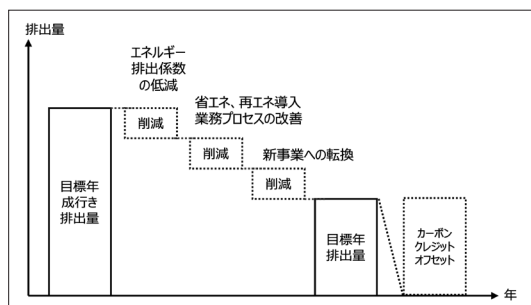 排出量
エネルギー
排出係数
の低減
省エネ、再エネ導入
業務プロセスの改善
新事業への転換
削減
削減
削減
目標年
成行き
排出量
目標年
排出量
カーボン
クレジット
オフセット
年